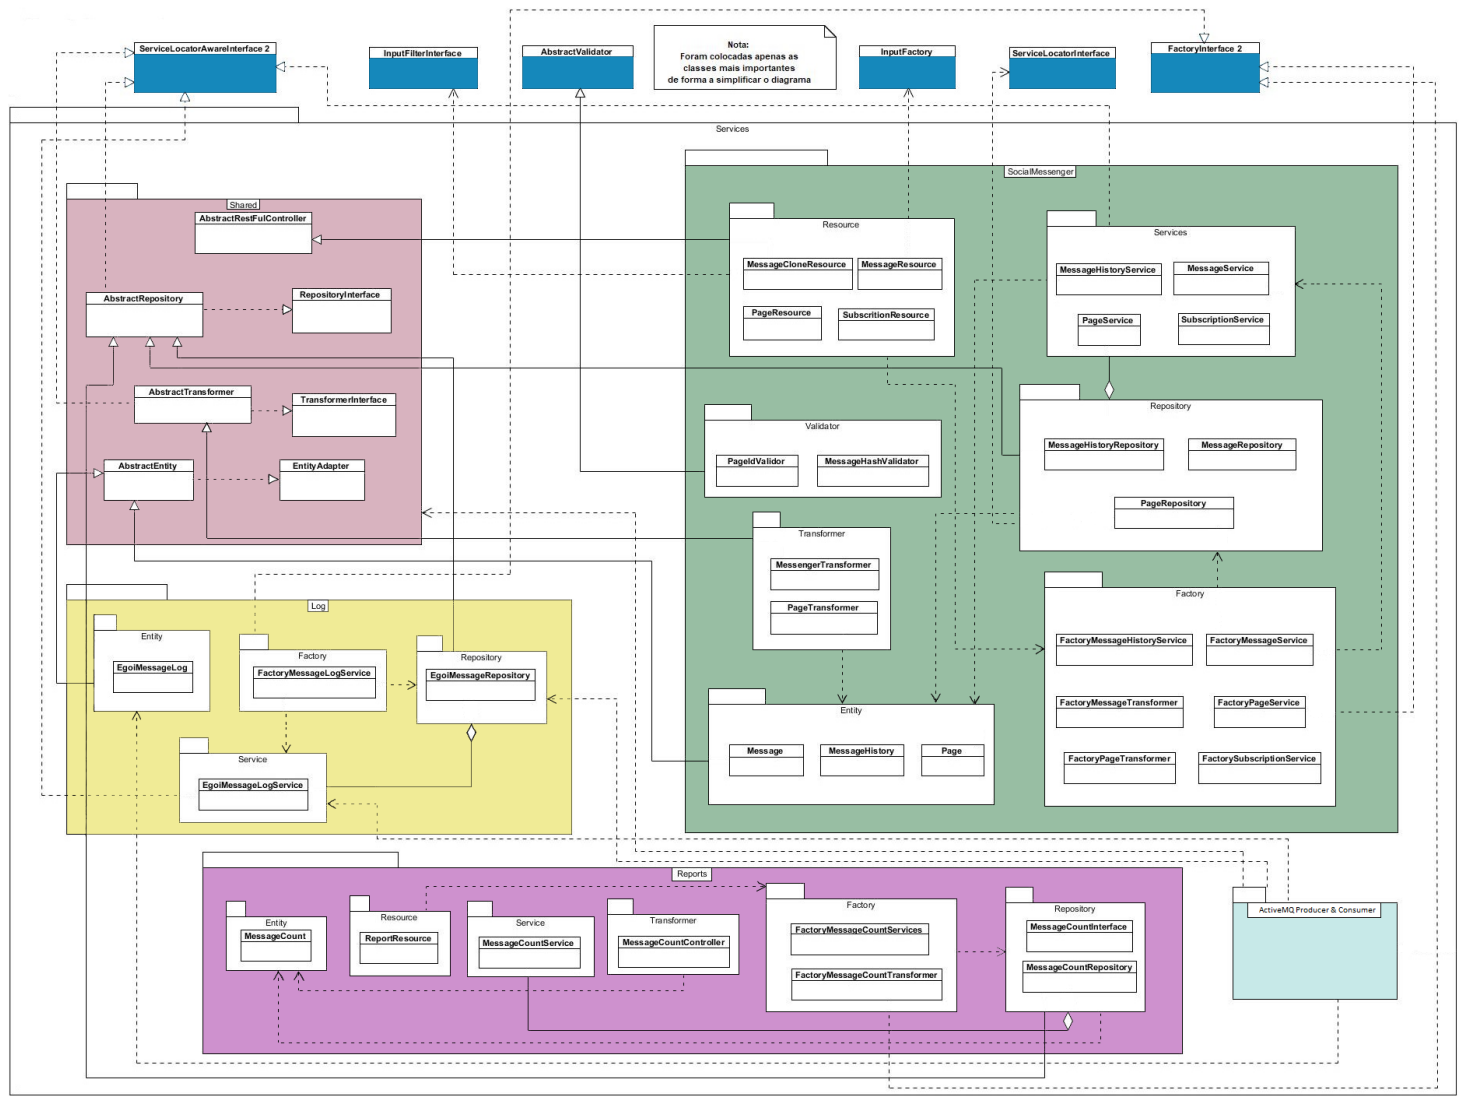 ServiceLocatorAwareInterface 2
InputFilterInterface
AbstractValidator
Nota:
Foram colocadas apenas as
classes mais importantes
de forma a simplificar o diagrama
InputFactory
ServiceLocatorInterface
FactoryInterface 2
Services
Shared
AbstractRestFulController
AbstractRepository
RepositoryInterface
AbstractTransformer
TransformerInterface
AbstractEntity
EntityAdapter
SocialMessenger
Resource
MessageCloneResource
MessageResource
PageResource
SubscritionResource
Services
MessageHistoryService
MessageService
PageService
SubscriptionService
Validator
PageIdValidor
MessageHashValidator
Repository
MessageHistoryRepository
MessageRepository
PageRepository
Transformer
MessengerTransformer
PageTransformer
Factory
FactoryMessageHistoryService
FactoryMessageService
FactoryMessageTransformer
FactoryPageService
FactoryPageTransformer
FactorySubscriptionService
Entity
Message
MessageHistory
Page
Log
Entity
EgoiMessageLog
Factory
FactoryMessageLogService
Repository
EgoiMessageRepository
Service
EgoiMessageLogService
Reports
Entity
MessageCount
Resource
ReportResource
Service
MessageCountService
Transformer
MessageCountController
Factory
FactoryMessageCountServices
FactoryMessageCountTransformer
Repository
MessageCountInterface
MessageCountRepository
ActiveMQ Producer & Consumer